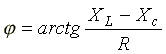 φ = arctg (X_L − X_c) / R